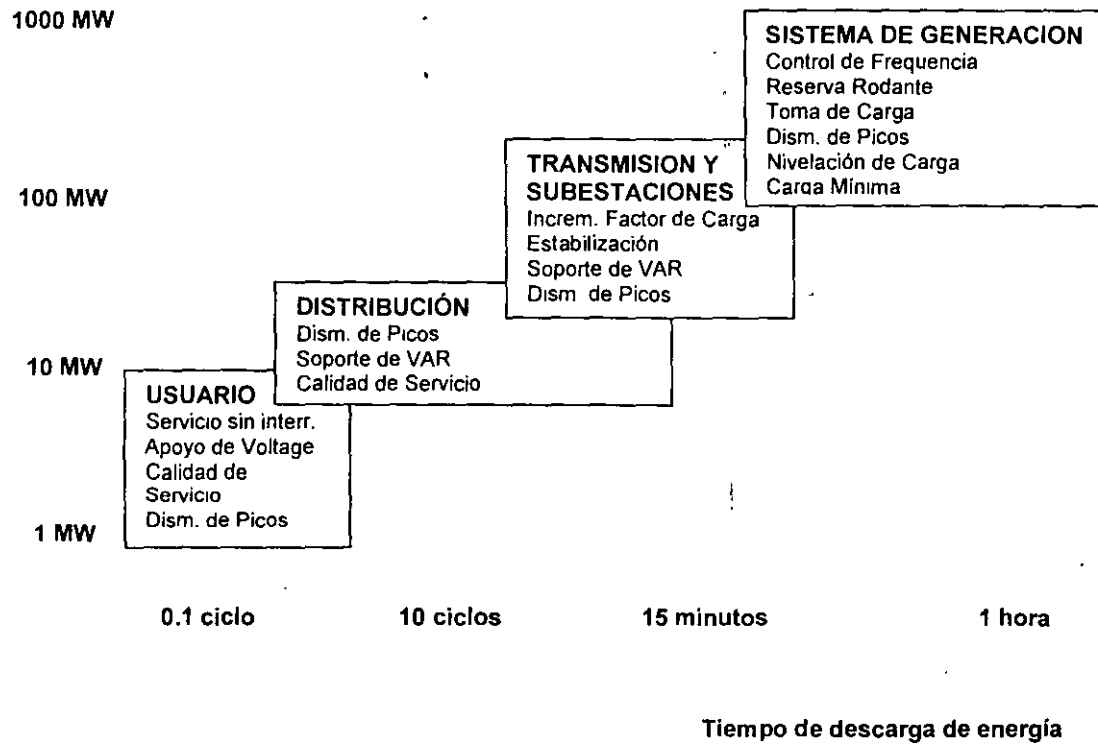 1000 MW
SISTEMA DE GENERACION
Control de Frequencia
Reserva Rodante
Toma de Carga
Dism. de Picos
Nivelación de Carga
Carga Mínima
100 MW
TRANSMISION Y
SUBESTACIONES
Increm. Factor de Carga
Estabilización
Soporte de VAR
Dism de Picos
10 MW
DISTRIBUCIÓN
Dism. de Picos
Soporte de VAR
Calidad de Servicio
USUARIO
Servicio sin interr.
Apoyo de Voltage
Calidad de
Servicio
Dism. de Picos
1 MW
0.1 ciclo
10 ciclos
15 minutos
1 hora
Tiempo de descarga de energía